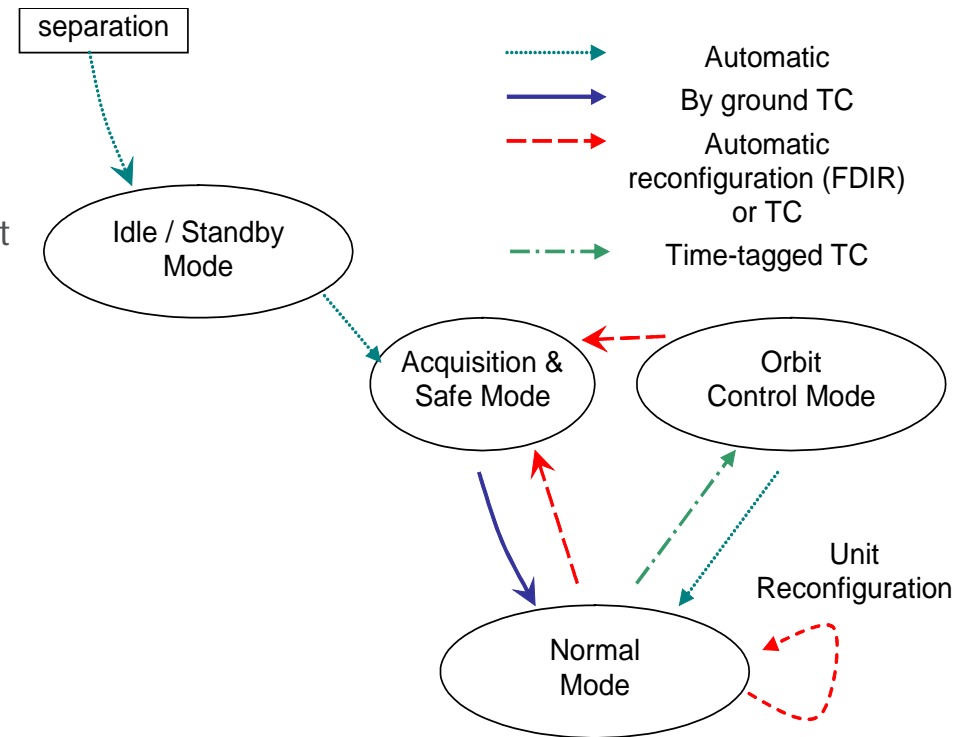 separation
Automatic
By ground TC
Automatic
reconfiguration (FDIR)
or TC
Time-tagged TC
t
Idle / Standby
Mode
Acquisition &
Safe Mode
Orbit
Control Mode
Unit
Reconfiguration
Normal
Mode